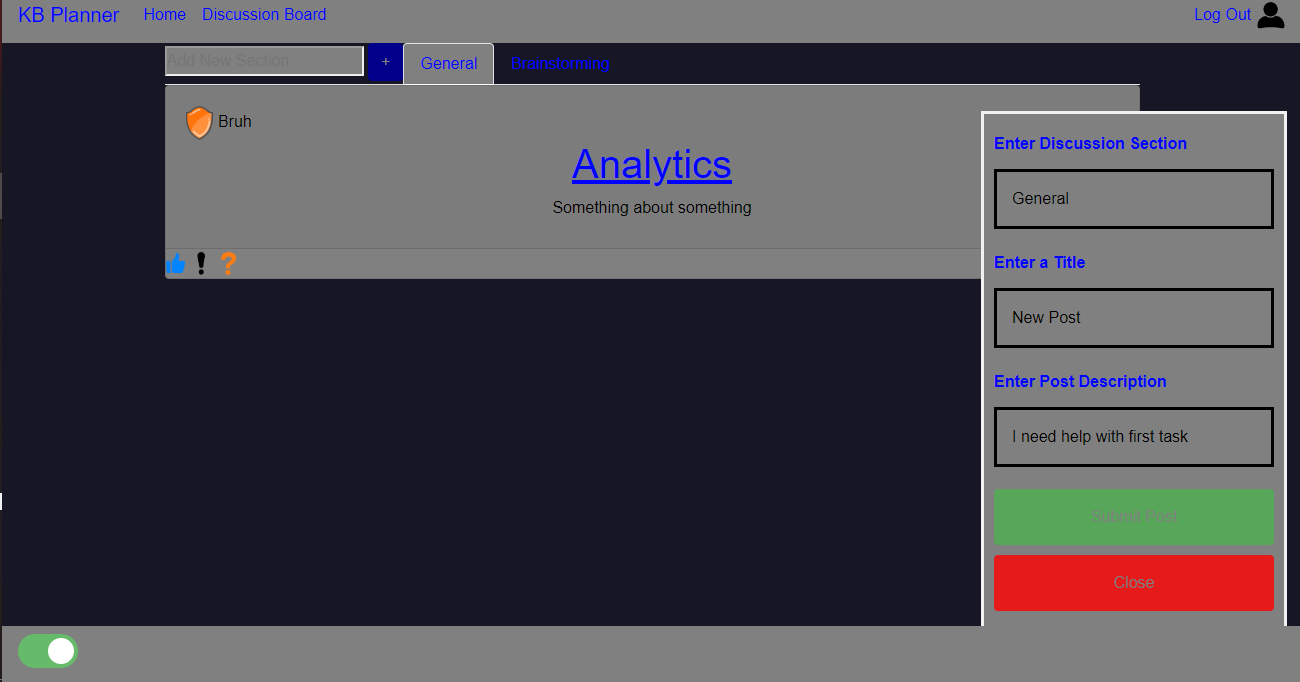 KB Planner Home Discussion Board Log Out
Add New Section + General Brainstorming
Bruh
Analytics
Something about something
Enter Discussion Section
General
Enter a Title
New Post
Enter Post Description
I need help with first task
Submit Post
Close